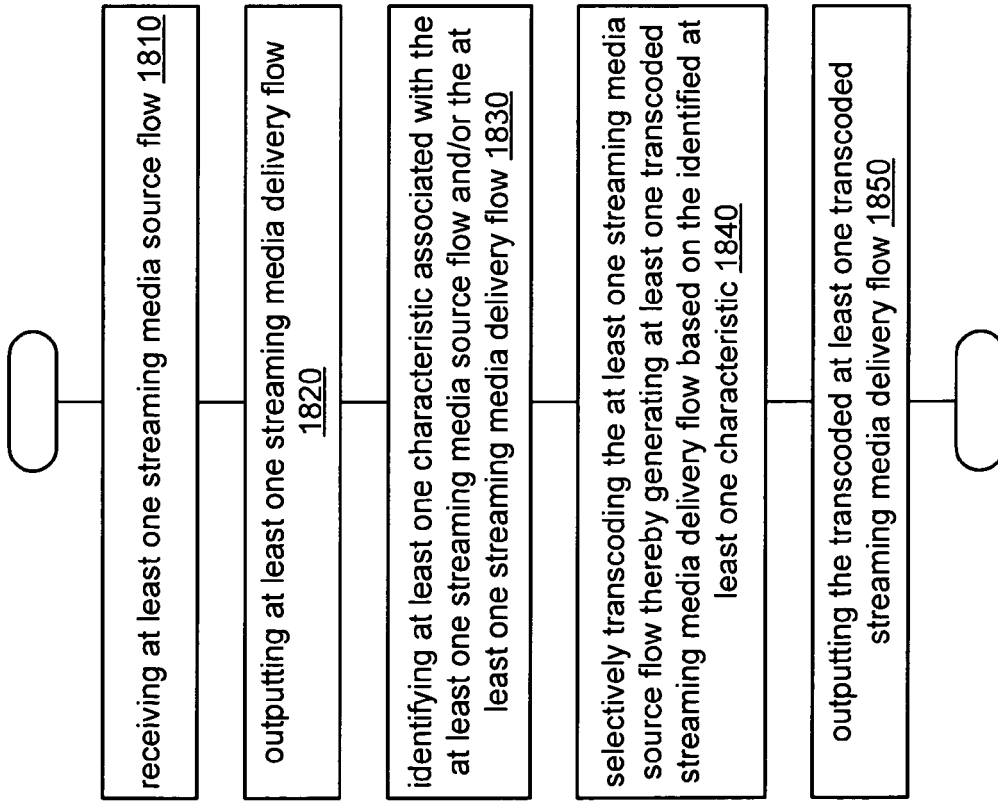 receiving at least one streaming media source flow 1810
outputting at least one streaming media delivery flow
1820
identifying at least one characteristic associated with the
at least one streaming media source flow and/or the at
least one streaming media delivery flow 1830
selectively transcoding the at least one streaming media
source flow thereby generating at least one transcoded
streaming media delivery flow based on the identified at
least one characteristic 1840
outputting the transcoded at least one transcoded
streaming media delivery flow 1850